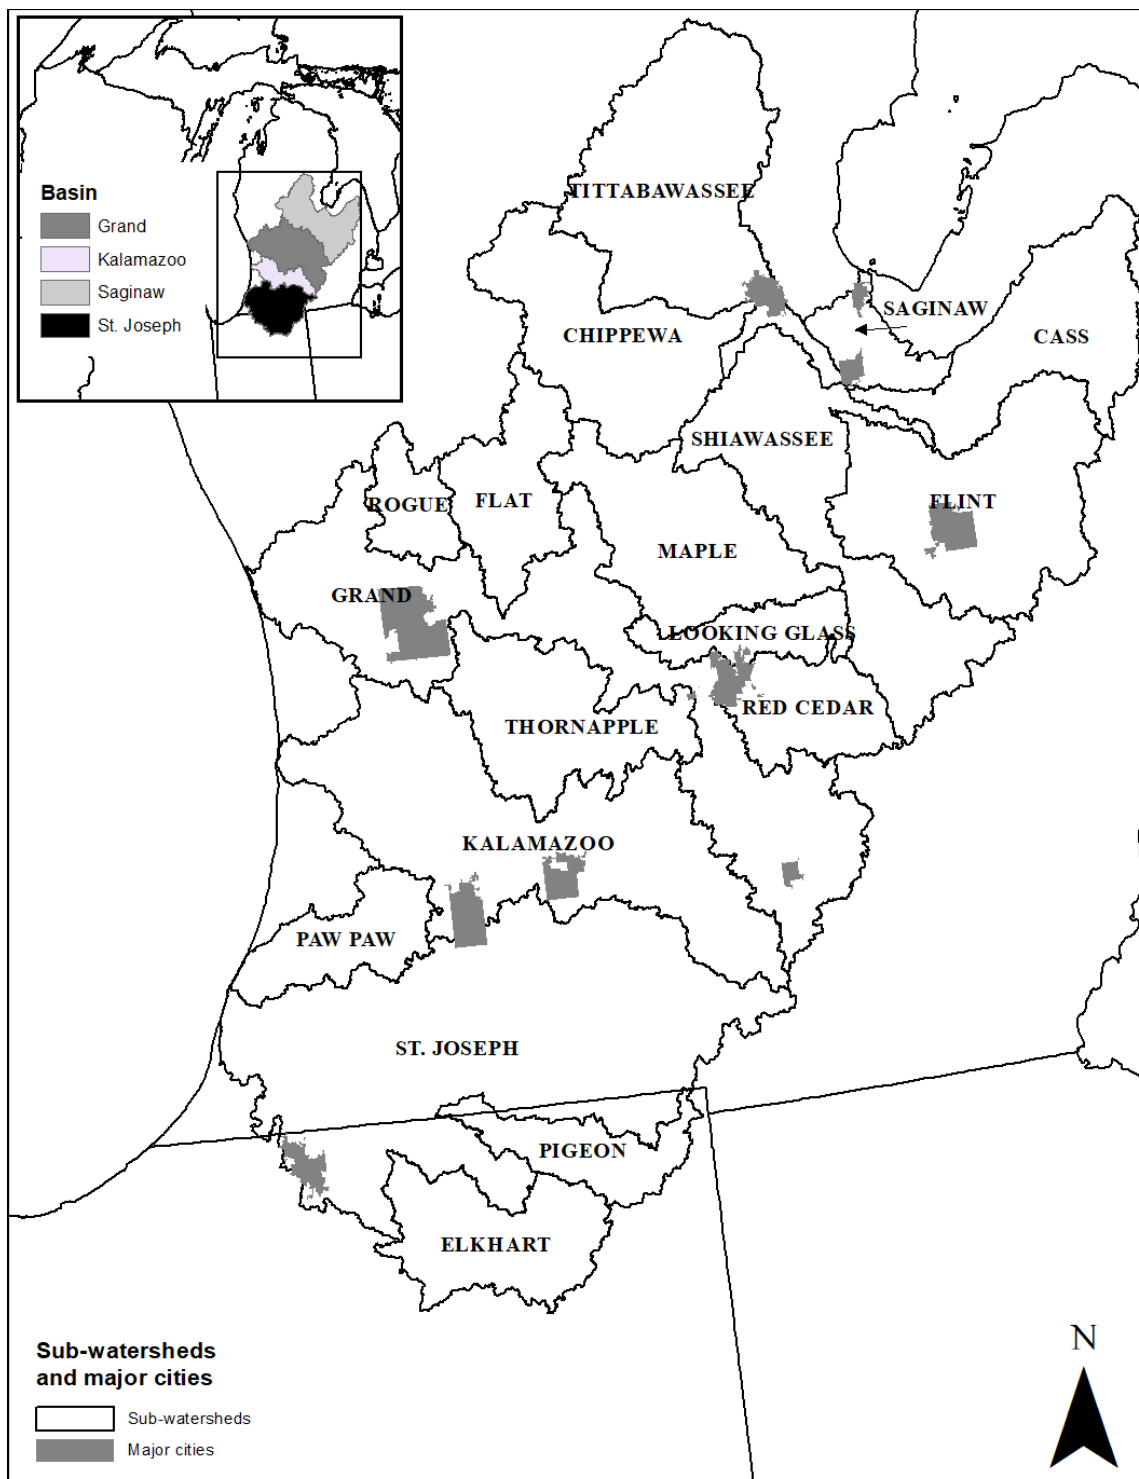 Basin
Grand
Kalamazoo
Saginaw
St. Joseph
TITTABAWASSEE
SAGINAW
CHIPPEWA
CASS
SHIAWASSEE
ROGUE
FLAT
FLINT
MAPLE
GRAND
LOOKING GLASS
RED CEDAR
THORNAPPLE
KALAMAZOO
PAW PAW
ST. JOSEPH
PIGEON
ELKHART
N
Sub-watersheds
and major cities
Sub-watersheds
Major cities